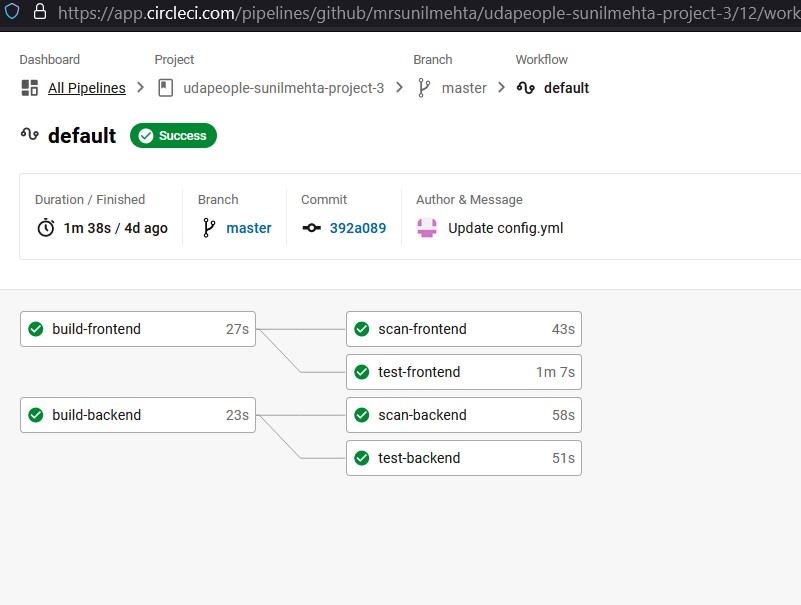 https://app.circleci.com/pipelines/github/mrsunilmehta/udapeople-sunilmehta-project-3/12/work
Dashboard Project Branch Workflow
All Pipelines udapeople-sunilmehta-project-3 master default
default Success
Duration / Finished Branch Commit Author & Message
1m 38s / 4d ago master 392a089 Update config.yml
build-frontend 27s scan-frontend 43s
test-frontend 1m 7s
build-backend 23s scan-backend 58s
test-backend 51s